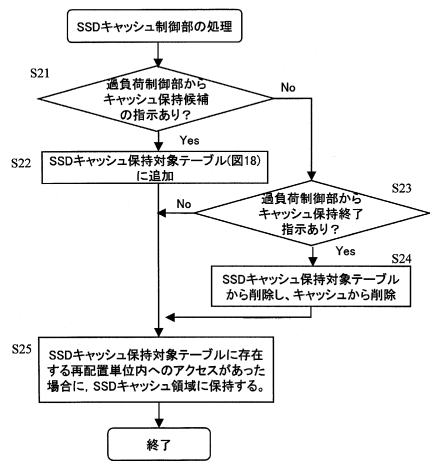 SSDキャッシュ制御部の処理
S21
過負荷制御部から
キャッシュ保持候補
の指示あり？
No
Yes
S22
SSDキャッシュ保持対象テーブル(図18)
に追加
S23
過負荷制御部から
キャッシュ保持終了
指示あり？
No
Yes
S24
SSDキャッシュ保持対象テーブル
から削除し、キャッシュから削除
S25
SSDキャッシュ保持対象テーブルに存在
する再配置単位内へのアクセスがあった
場合に，SSDキャッシュ領域に保持する。
終了